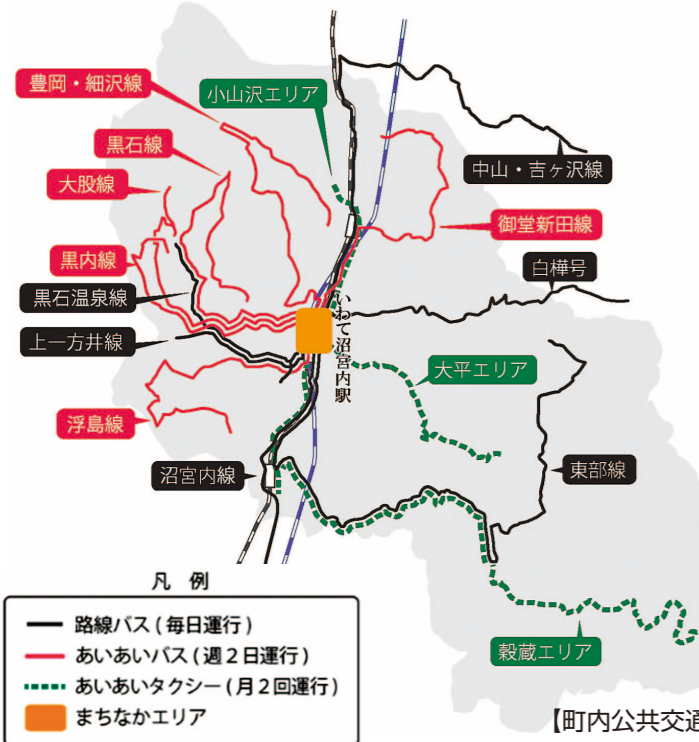 豊岡・細沢線
小山沢エリア
黒石線
大股線
中山・吉ヶ沢線
御堂新田線
黒内線
白樺号
黒石温泉線
いわて沼宮内駅
上一方井線
大平エリア
浮島線
沼宮内線
東部線
穀蔵エリア
凡 例
路線バス(毎日運行)
あいあいバス(週2日運行)
あいあいタクシー(月2回運行)
まちなかエリア
【町内公共交通